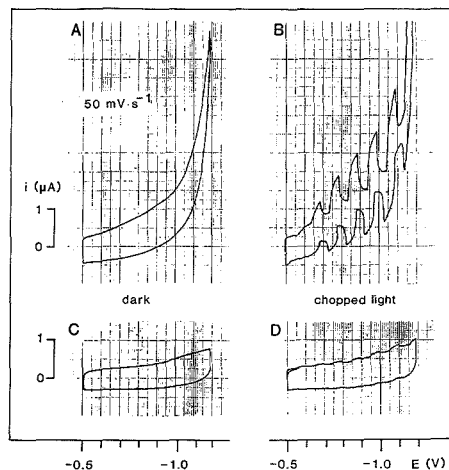 A
B
50 mV·s⁻¹
i (µA)
1
0
dark
chopped light
C
D
1
0
-0.5
-1.0
-0.5
-1.0
E (V)